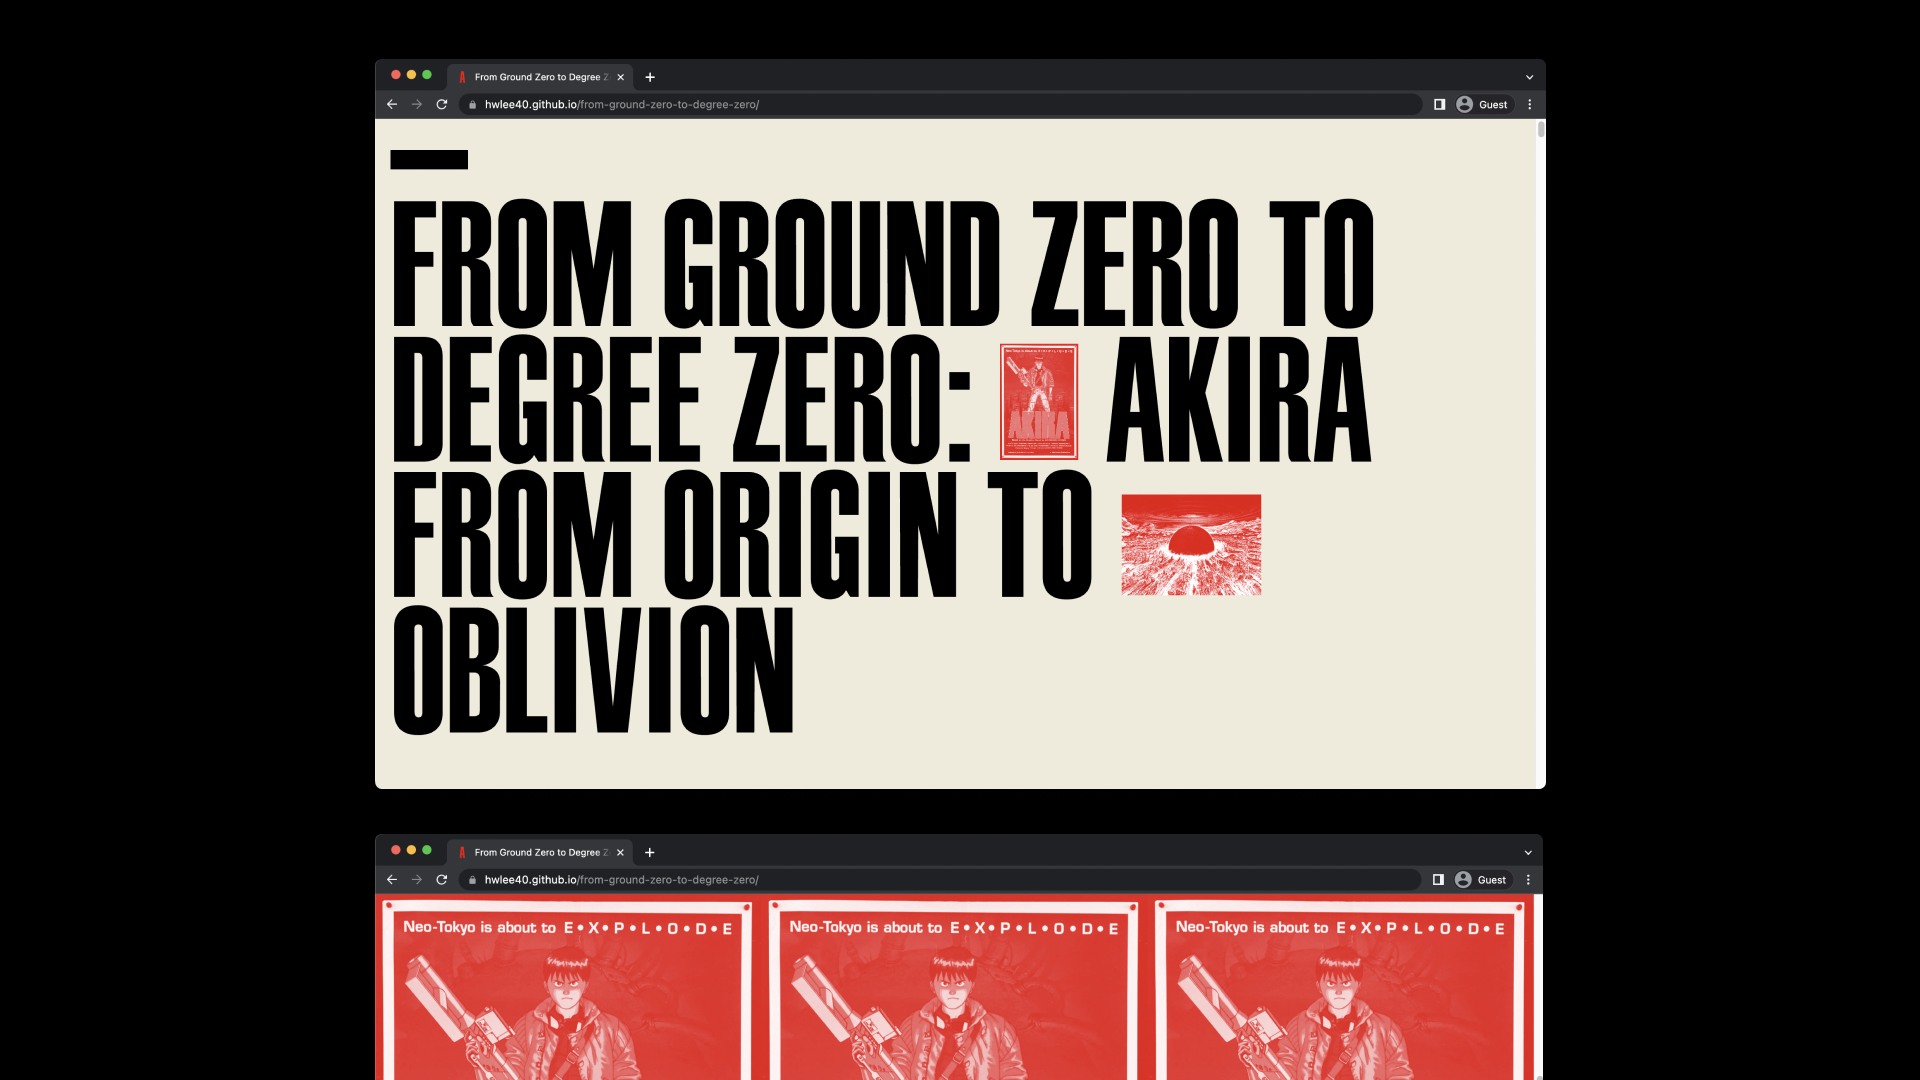 From Ground Zero to Degree Z
hwlee40.github.io/from-ground-zero-to-degree-zero/
Guest
FROM GROUND ZERO TO
DEGREE ZERO: AKIRA
AKIRA
FROM ORIGIN TO
OBLIVION
From Ground Zero to Degree Z
hwlee40.github.io/from-ground-zero-to-degree-zero/
Guest
Neo-Tokyo is about to E•X•P•L•O•D•E
Neo-Tokyo is about to E•X•P•L•O•D•E
Neo-Tokyo is about to E•X•P•L•O•D•E